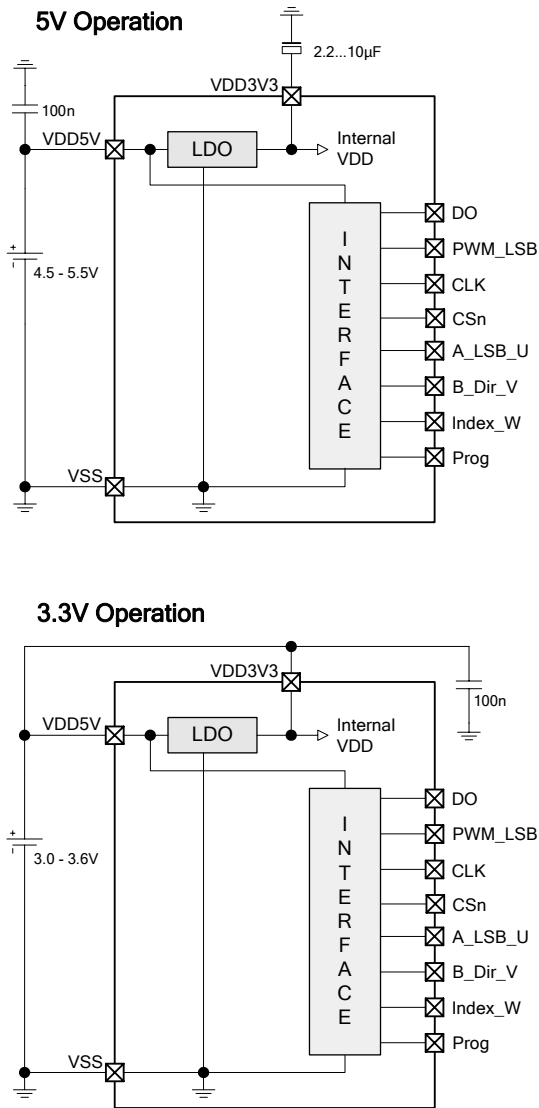 5V Operation
2.2...10µF
VDD3V3
100n
VDD5V
LDO
Internal
VDD
INTERFACE
DO
PWM_LSB
CLK
CSn
A_LSB_U
B_Dir_V
Index_W
Prog
+
–
4.5 - 5.5V
VSS
3.3V Operation
VDD3V3
100n
VDD5V
LDO
Internal
VDD
INTERFACE
DO
PWM_LSB
CLK
CSn
A_LSB_U
B_Dir_V
Index_W
Prog
+
–
3.0 - 3.6V
VSS